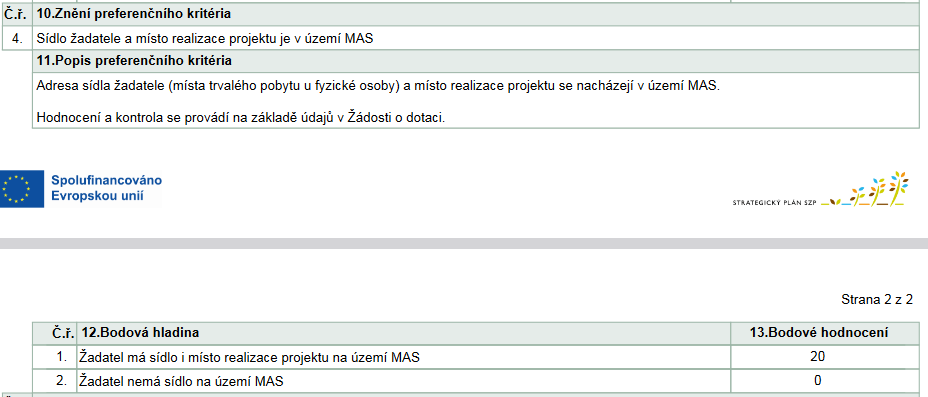 Č.ř. 10.Znění preferenčního kritéria
4. Sídlo žadatele a místo realizace projektu je v území MAS
11.Popis preferenčního kritéria
Adresa sídla žadatele (místa trvalého pobytu u fyzické osoby) a místo realizace projektu se nacházejí v území MAS.
Hodnocení a kontrola se provádí na základě údajů v Žádosti o dotaci.
Spolufinancováno
Evropskou unií
STRATEGICKÝ PLÁN SZP
Strana 2 z 2
Č.ř. 12.Bodová hladina 13.Bodové hodnocení
1. Žadatel má sídlo i místo realizace projektu na území MAS 20
2. Žadatel nemá sídlo na území MAS 0